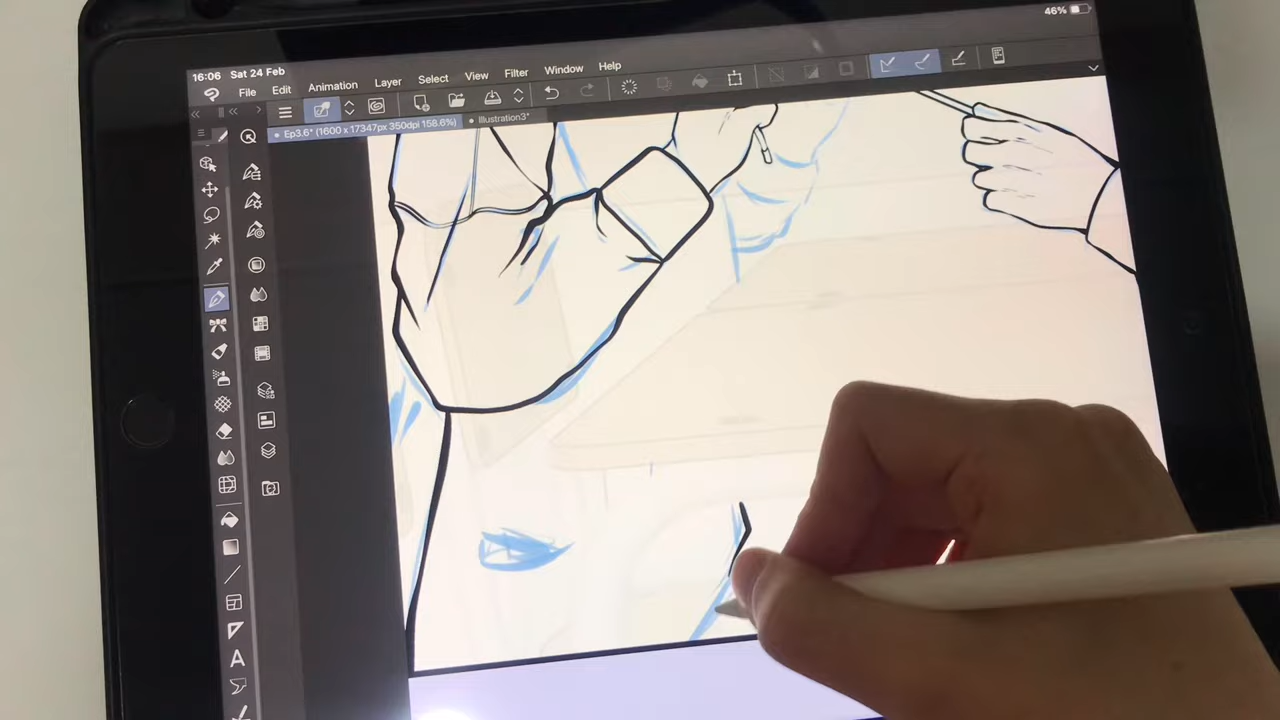 16:06 Sat 24 Feb
46%
File Edit Animation Layer Select View Filter Window Help
Ep3.6* (1600 x 17347px 350dpi 158.6%)
Illustration3*
A